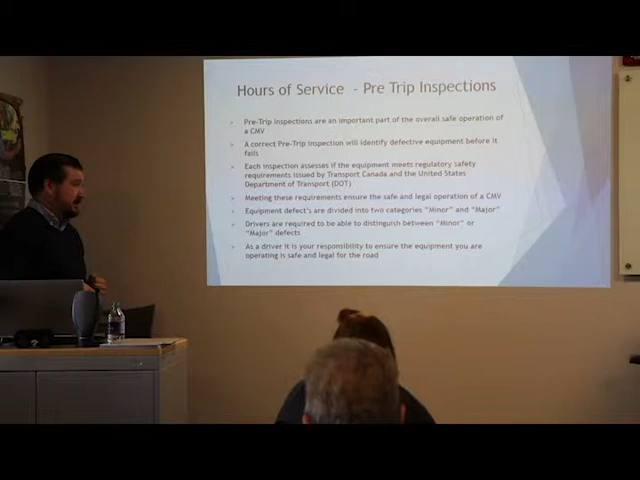 Hours of Service - Pre Trip Inspections
Pre-Trip inspections are an important part of the overall safe operation of
a CMV
A correct Pre-Trip inspection will identify defective equipment before it
fails
Each inspection assesses if the equipment meets regulatory safety
requirements issued by Transport Canada and the United States
Department of Transport (DOT)
Meeting these requirements ensure the safe and legal operation of a CMV
Equipment defect's are divided into two categories "Minor" and "Major"
Drivers are required to be able to distinguish between "Minor" or
"Major" defects
As a driver it is your responsibility to ensure the equipment you are
operating is safe and legal for the road